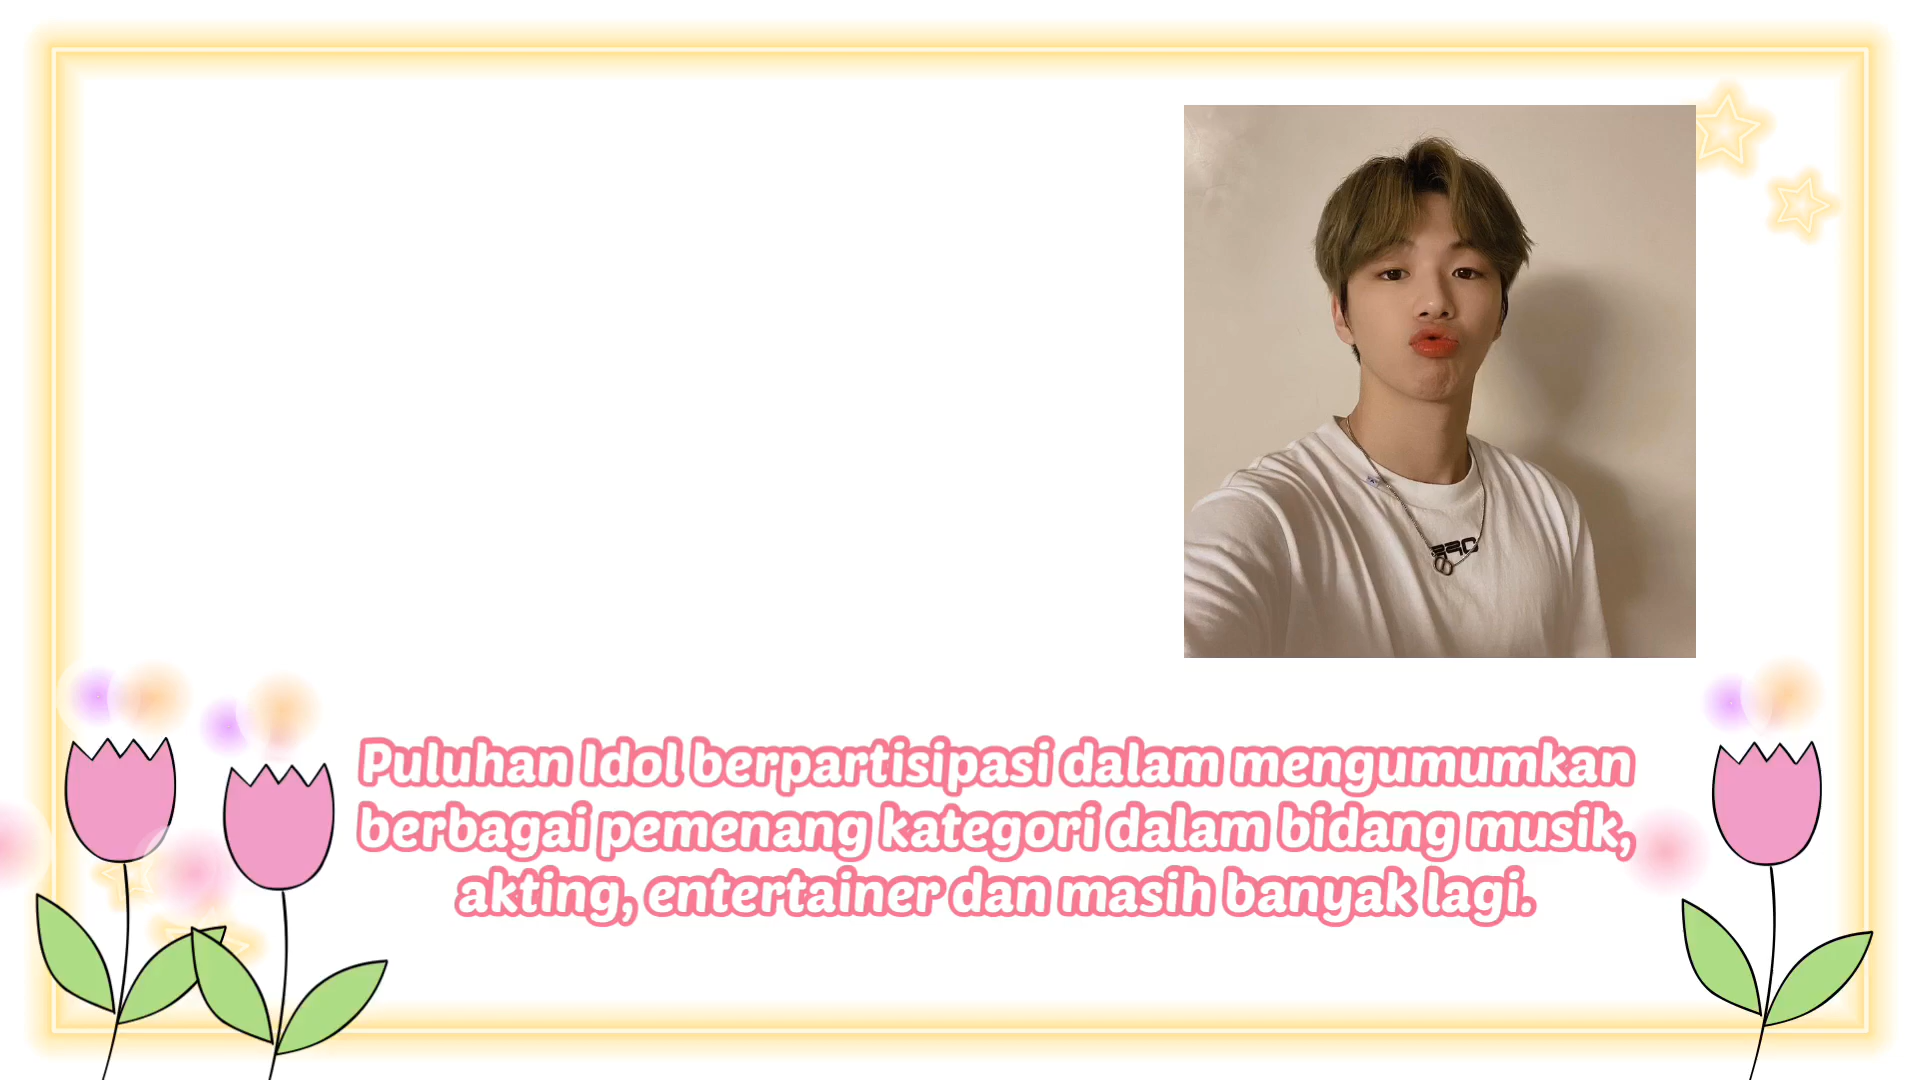 Puluhan Idol berpartisipasi dalam mengumumkan
berbagai pemenang kategori dalam bidang musik,
akting, entertainer dan masih banyak lagi.